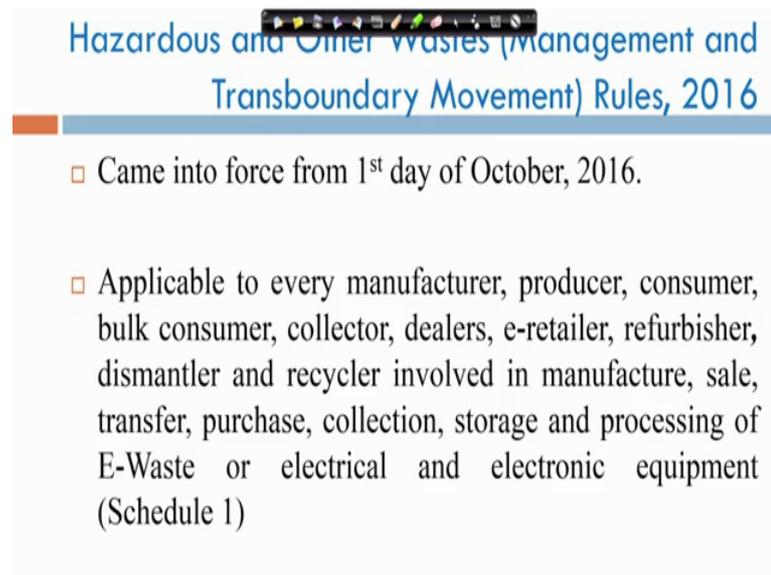 Hazardous and Other Wastes (Management and
Transboundary Movement) Rules, 2016
Came into force from 1st day of October, 2016.
Applicable to every manufacturer, producer, consumer,
bulk consumer, collector, dealers, e-retailer, refurbisher,
dismantler and recycler involved in manufacture, sale,
transfer, purchase, collection, storage and processing of
E-Waste or electrical and electronic equipment
(Schedule 1)